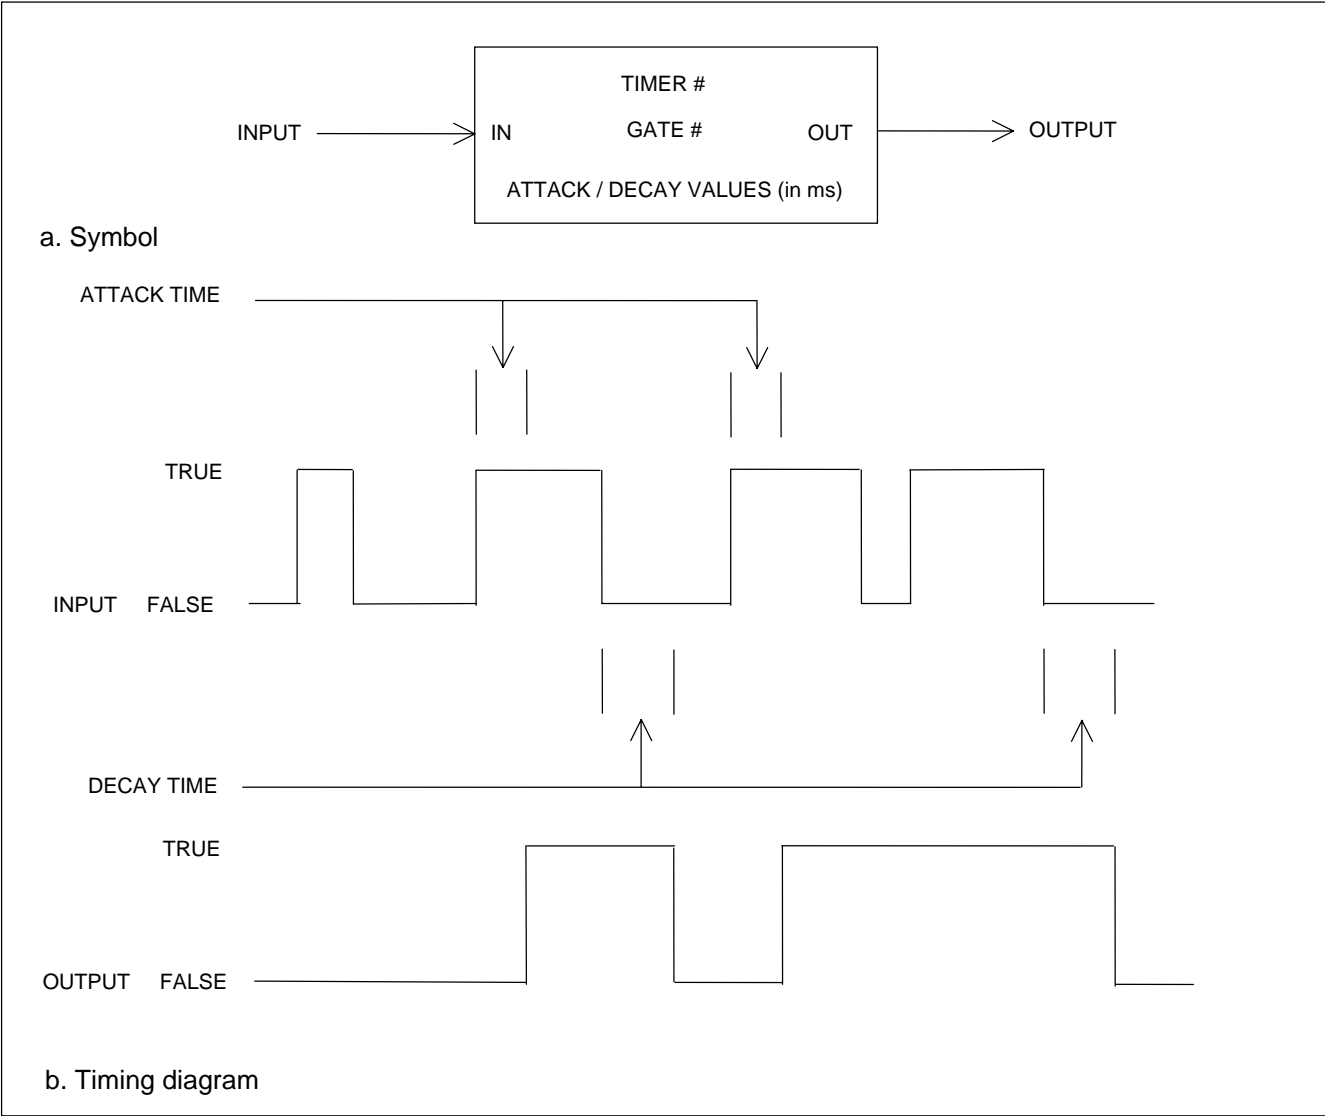 TIMER #
INPUT IN GATE # OUT OUTPUT
ATTACK / DECAY VALUES (in ms)
a. Symbol
ATTACK TIME
TRUE
INPUT FALSE
DECAY TIME
TRUE
OUTPUT FALSE
b. Timing diagram